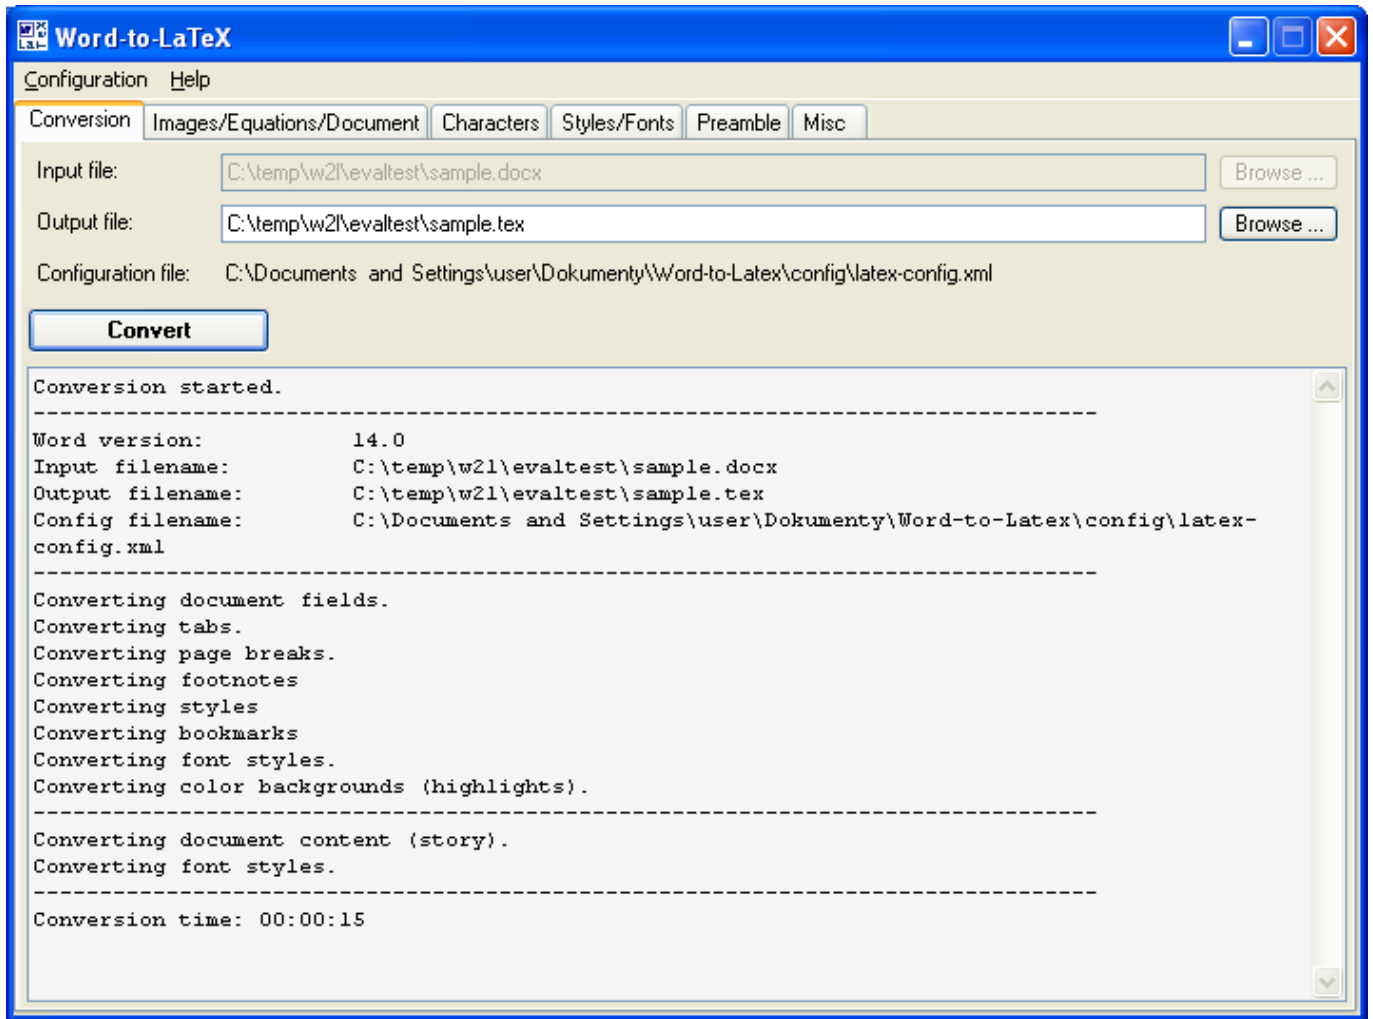 Word-to-LaTeX
Configuration Help
Conversion Images/Equations/Document Characters Styles/Fonts Preamble Misc
Input file: C:\temp\w2l\evaltest\sample.docx Browse ...
Output file: C:\temp\w2l\evaltest\sample.tex Browse ...
Configuration file: C:\Documents and Settings\user\Dokumenty\Word-to-Latex\config\latex-config.xml
Convert
Conversion started.
--------------------------------------------------------------------------------
Word version: 14.0
Input filename: C:\temp\w2l\evaltest\sample.docx
Output filename: C:\temp\w2l\evaltest\sample.tex
Config filename: C:\Documents and Settings\user\Dokumenty\Word-to-Latex\config\latex-
config.xml
--------------------------------------------------------------------------------
Converting document fields.
Converting tabs.
Converting page breaks.
Converting footnotes
Converting styles
Converting bookmarks
Converting font styles.
Converting color backgrounds (highlights).
--------------------------------------------------------------------------------
Converting document content (story).
Converting font styles.
--------------------------------------------------------------------------------
Conversion time: 00:00:15